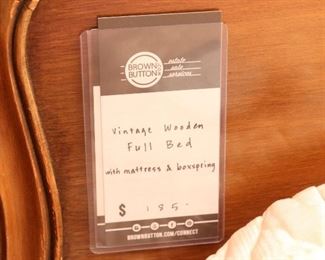 BROWN
BUTTON
estate
sale
services
Vintage Wooden
Full Bed
with mattress & boxspring
$ 185-
BROWNBUTTON.COM/CONNECT